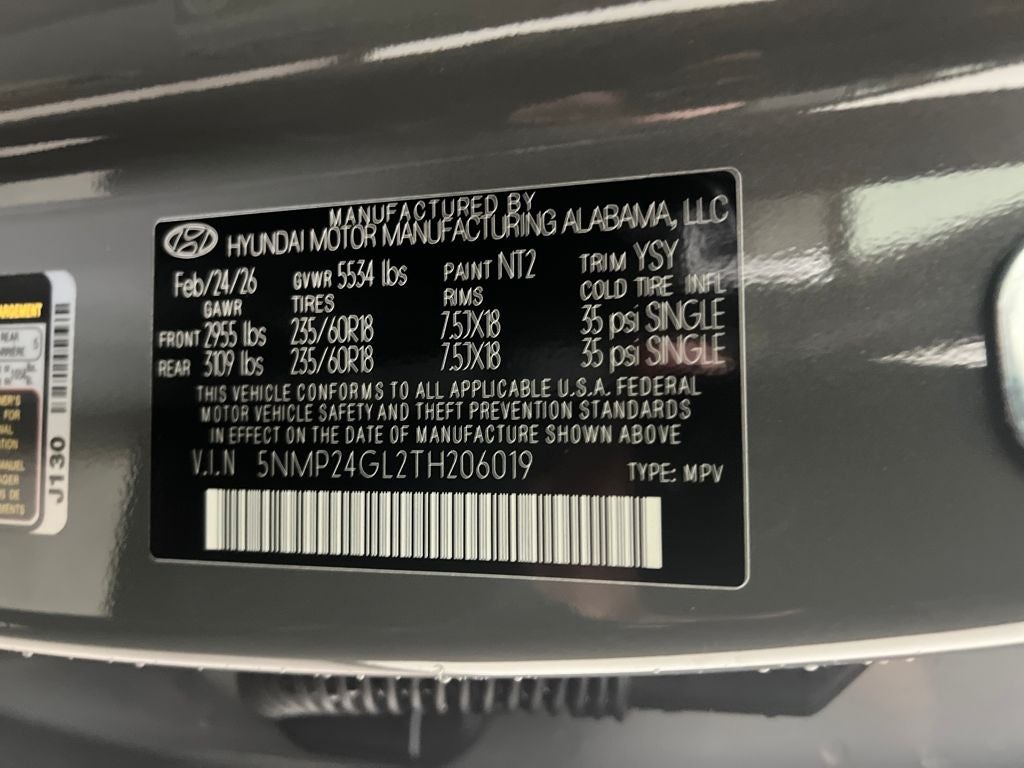 MANUFACTURED BY
HYUNDAI MOTOR MANUFACTURING ALABAMA, LLC
Feb/24/26 GVWR 5534 lbs PAINT NT2 TRIM YSY
GAWR TIRES RIMS COLD TIRE INFL
FRONT 2955 lbs 235/60R18 7.5JX18 35 psi SINGLE
REAR 3109 lbs 235/60R18 7.5JX18 35 psi SINGLE
THIS VEHICLE CONFORMS TO ALL APPLICABLE U.S.A. FEDERAL
MOTOR VEHICLE SAFETY AND THEFT PREVENTION STANDARDS
IN EFFECT ON THE DATE OF MANUFACTURE SHOWN ABOVE
V.I.N 5NMP24GL2TH206019 TYPE: MPV
REAR
5
FOR
J130